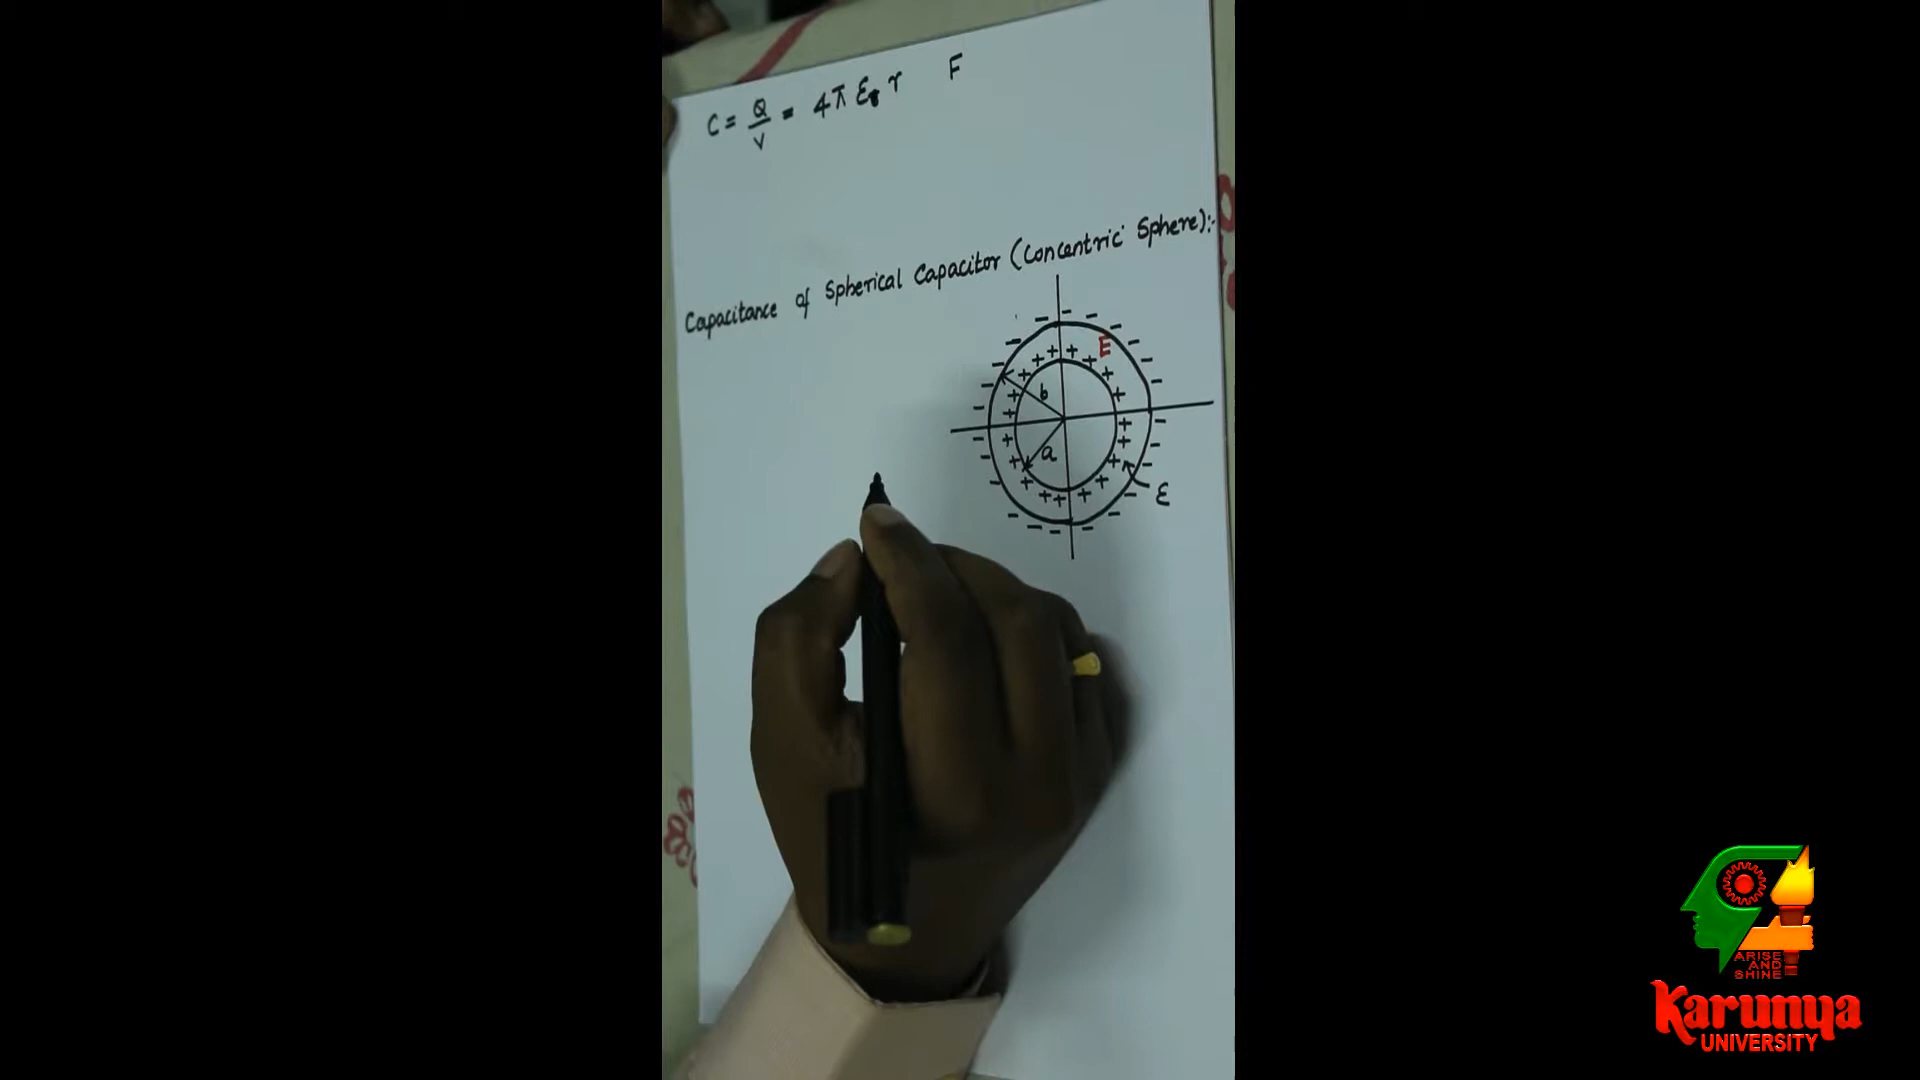 C = Q/V = 4π ε₀ r F
Capacitance of Spherical Capacitor (Concentric Sphere):-
E
b
a
ε
ARISE
AND
SHINE
Karunya
UNIVERSITY